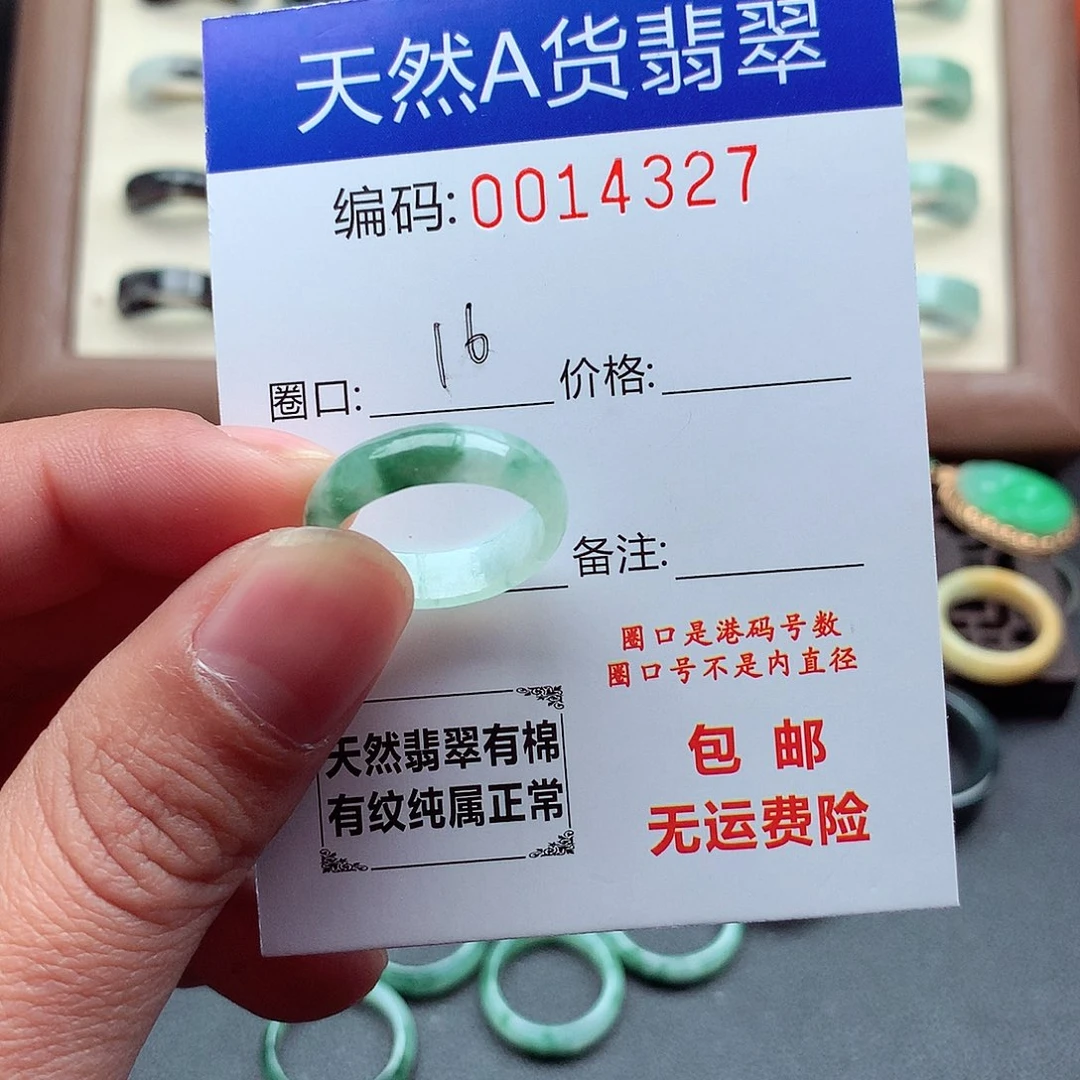 天然A货翡翠
编码:0014327
圈口: 16 价格:
备注:
圈口是港码号数
圈口号不是内直径
天然翡翠有棉
有纹纯属正常
包 邮
无运费险